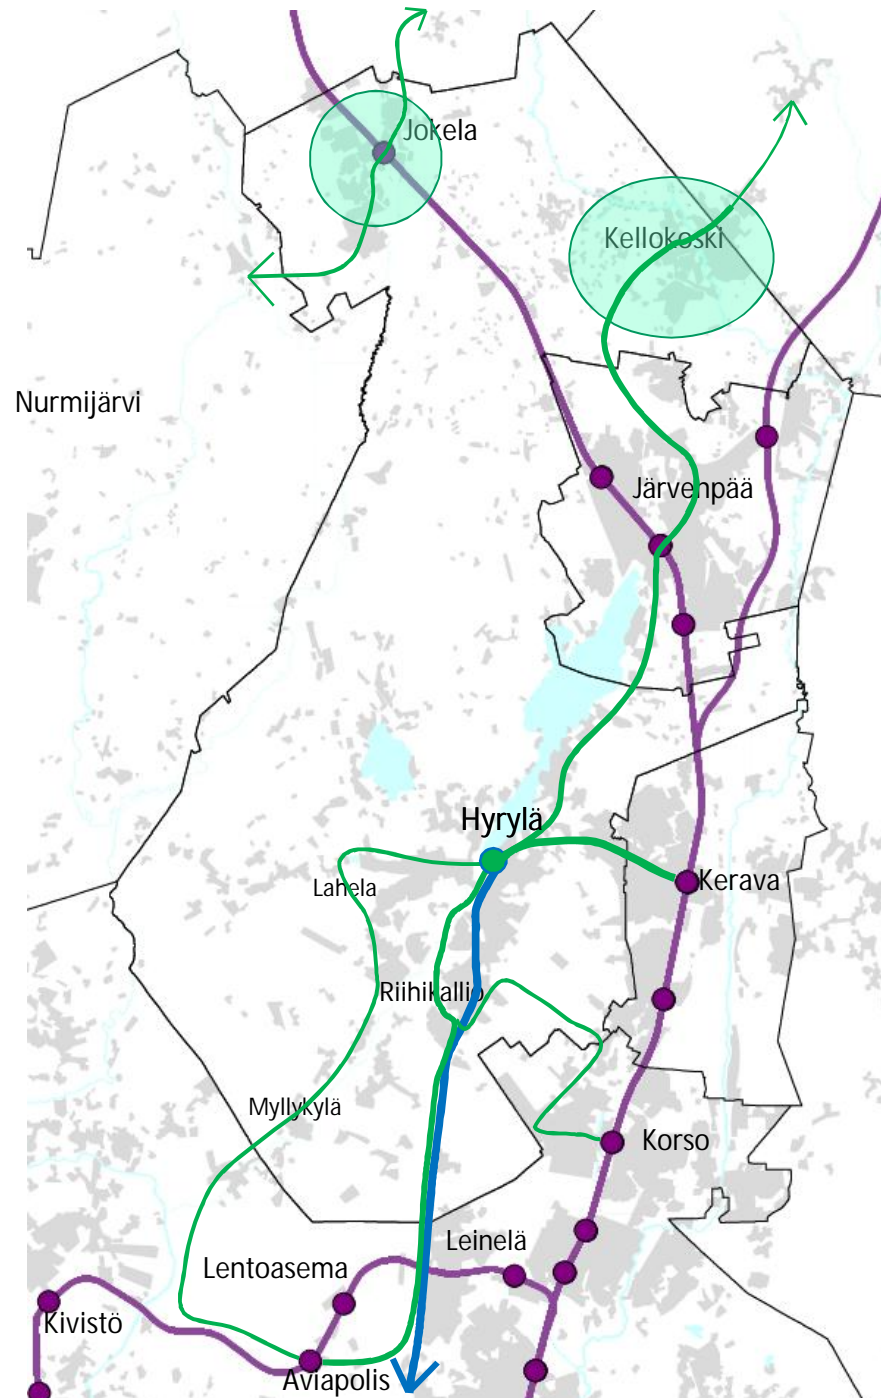 Jokela
Kellokoski
Nurmijärvi
Järvenpää
Hyrylä
Lahela
Kerava
Riihikallio
Myllykylä
Korso
Leinelä
Lentoasema
Kivistö
Aviapolis